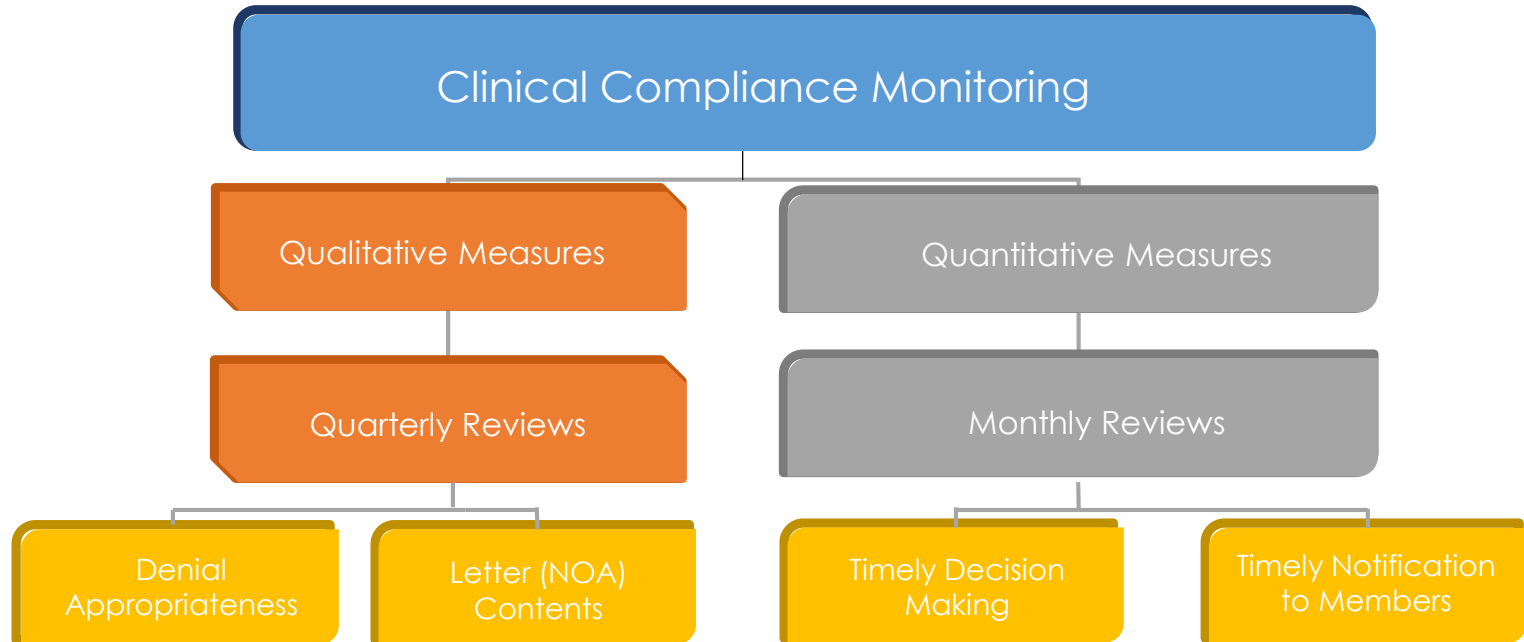 Clinical Compliance Monitoring
Qualitative Measures
Quantitative Measures
Quarterly Reviews
Monthly Reviews
Denial
Appropriateness
Letter (NOA)
Contents
Timely Decision
Making
Timely Notification
to Members